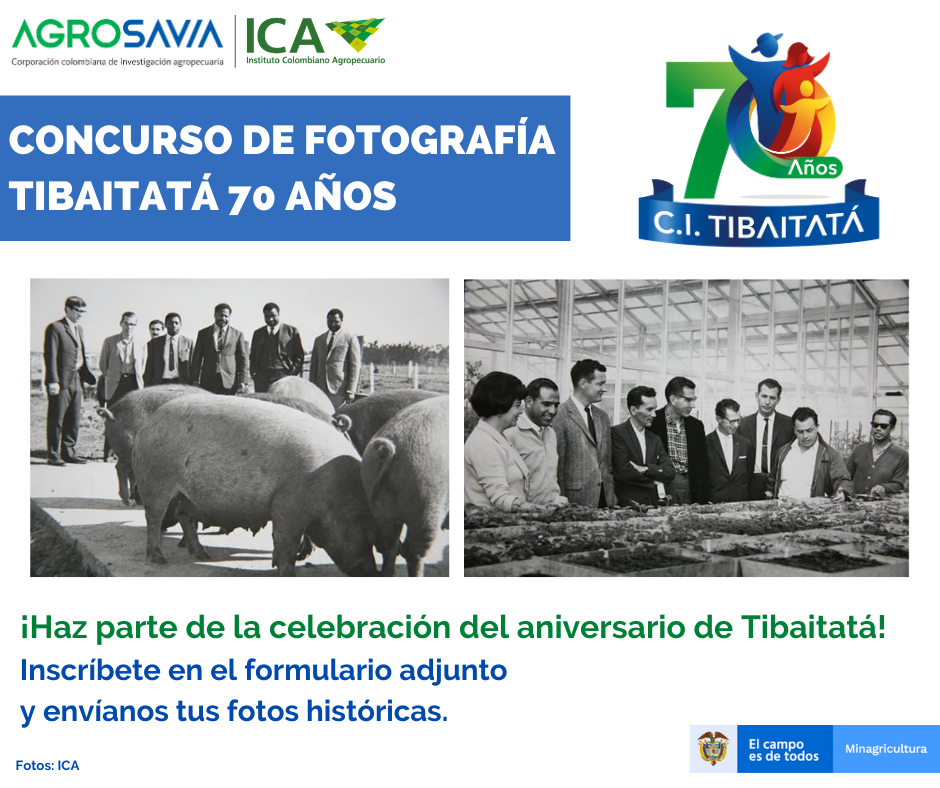 AGROSAVIA
Corporación colombiana de investigación agropecuaria
ICA
Instituto Colombiano Agropecuario
70
Años
C.I. TIBAITATÁ
CONCURSO DE FOTOGRAFÍA
TIBAITATÁ 70 AÑOS
¡Haz parte de la celebración del aniversario de Tibaitatá!
Inscríbete en el formulario adjunto
y envíanos tus fotos históricas.
El campo
es de todos
Minagricultura
Fotos: ICA